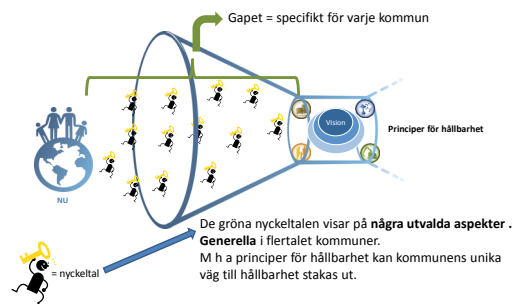 Gapet = specifikt för varje kommun
Vision
Principer för hållbarhet
NU
De gröna nyckeltalen visar på några utvalda aspekter .
Generella i flertalet kommuner.
M h a principer för hållbarhet kan kommunens unika
väg till hållbarhet stakas ut.
= nyckeltal